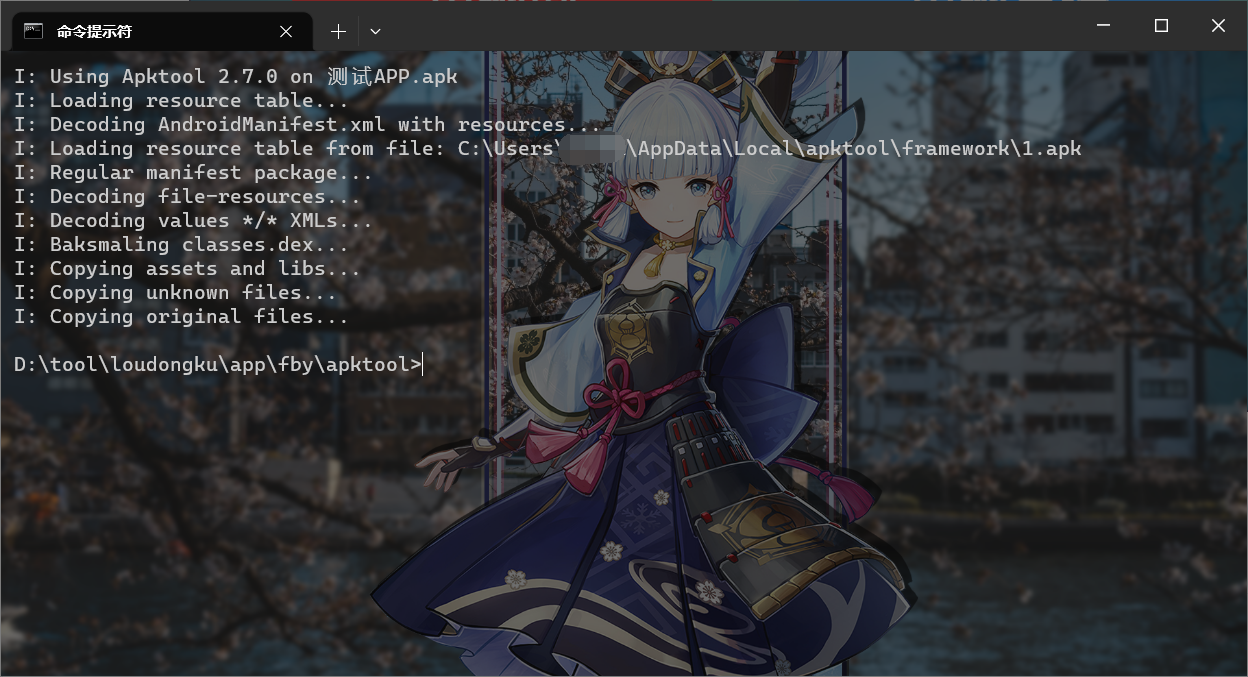 命令提示符
I: Using Apktool 2.7.0 on 测试APP.apk
I: Loading resource table...
I: Decoding AndroidManifest.xml with resources...
I: Loading resource table from file: C:\Users\ \AppData\Local\apktool\framework\1.apk
I: Regular manifest package...
I: Decoding file-resources...
I: Decoding values */* XMLs...
I: Baksmaling classes.dex...
I: Copying assets and libs...
I: Copying unknown files...
I: Copying original files...
D:\tool\loudongku\app\fby\apktool>